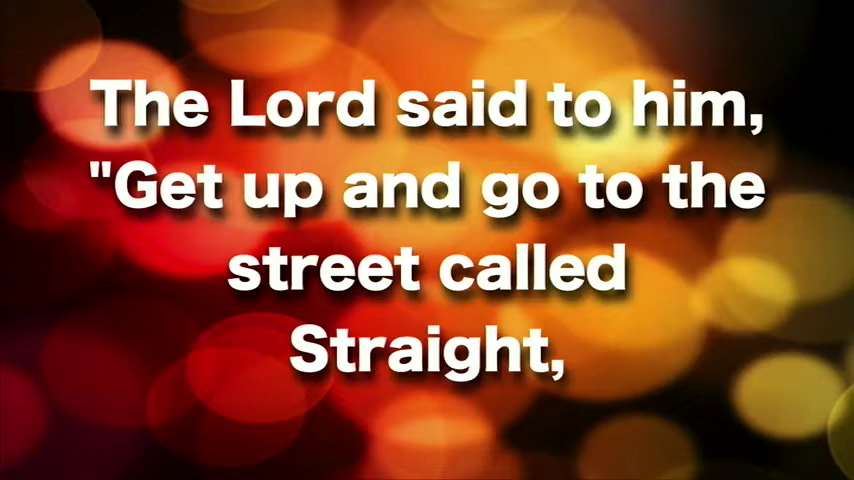 The Lord said to him,
"Get up and go to the
street called
Straight,